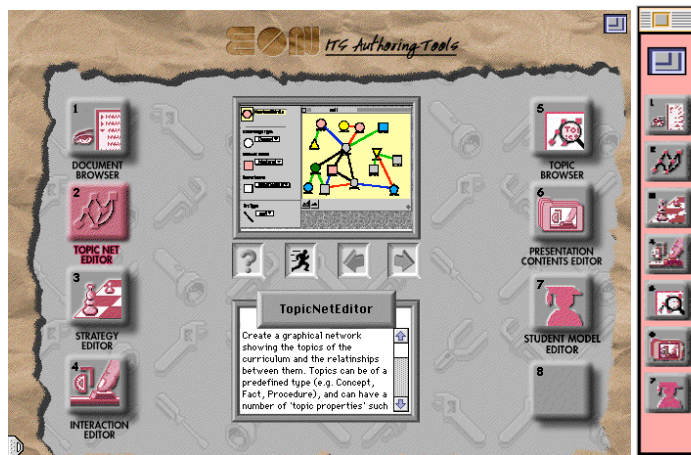 EON ITS Authoring Tools
1
DOCUMENT
BROWSER
2
TOPIC NET
EDITOR
3
STRATEGY
EDITOR
4
INTERACTION
EDITOR
?
TopicNetEditor
Create a graphical network
showing the topics of the
curriculum and the relatinships
between them. Topics can be of a
predefined type (e.g. Concept,
Fact, Procedure), and can have a
number of 'topic properties' such
5
TOPIC
BROWSER
6
PRESENTATION
CONTENTS EDITOR
7
STUDENT MODEL
EDITOR
8